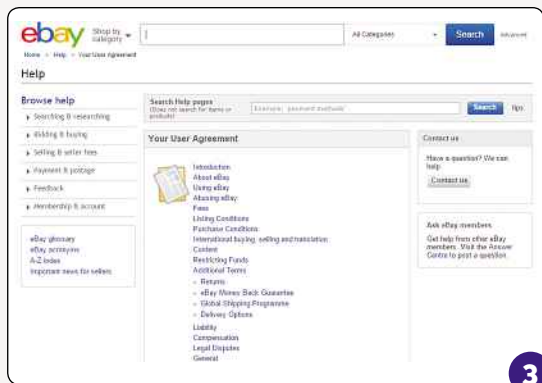 ebay
Shop by category
All Categories
Search
Advanced
Home > Help > Your User Agreement
Help
Browse help
Searching & researching
Bidding & buying
Selling & seller fees
Payment & postage
Feedback
Membership & account
eBay glossary
eBay acronyms
A-Z index
Important news for sellers
Search Help pages
(Does not search for items or products)
Example: payment methods
Search
tips
Your User Agreement
Introduction
About eBay
Using eBay
Abusing eBay
Fees
Listing Conditions
Purchase Conditions
International buying, selling and translation
Content
Restricting Funds
Additional Terms
Returns
eBay Money Back Guarantee
Global Shipping Programme
Delivery Options
Liability
Compensation
Legal Disputes
General
Contact us
Have a question? We can help.
Contact us
Ask eBay members
Get help from other eBay members. Visit the Answer Centre to post a question.
3